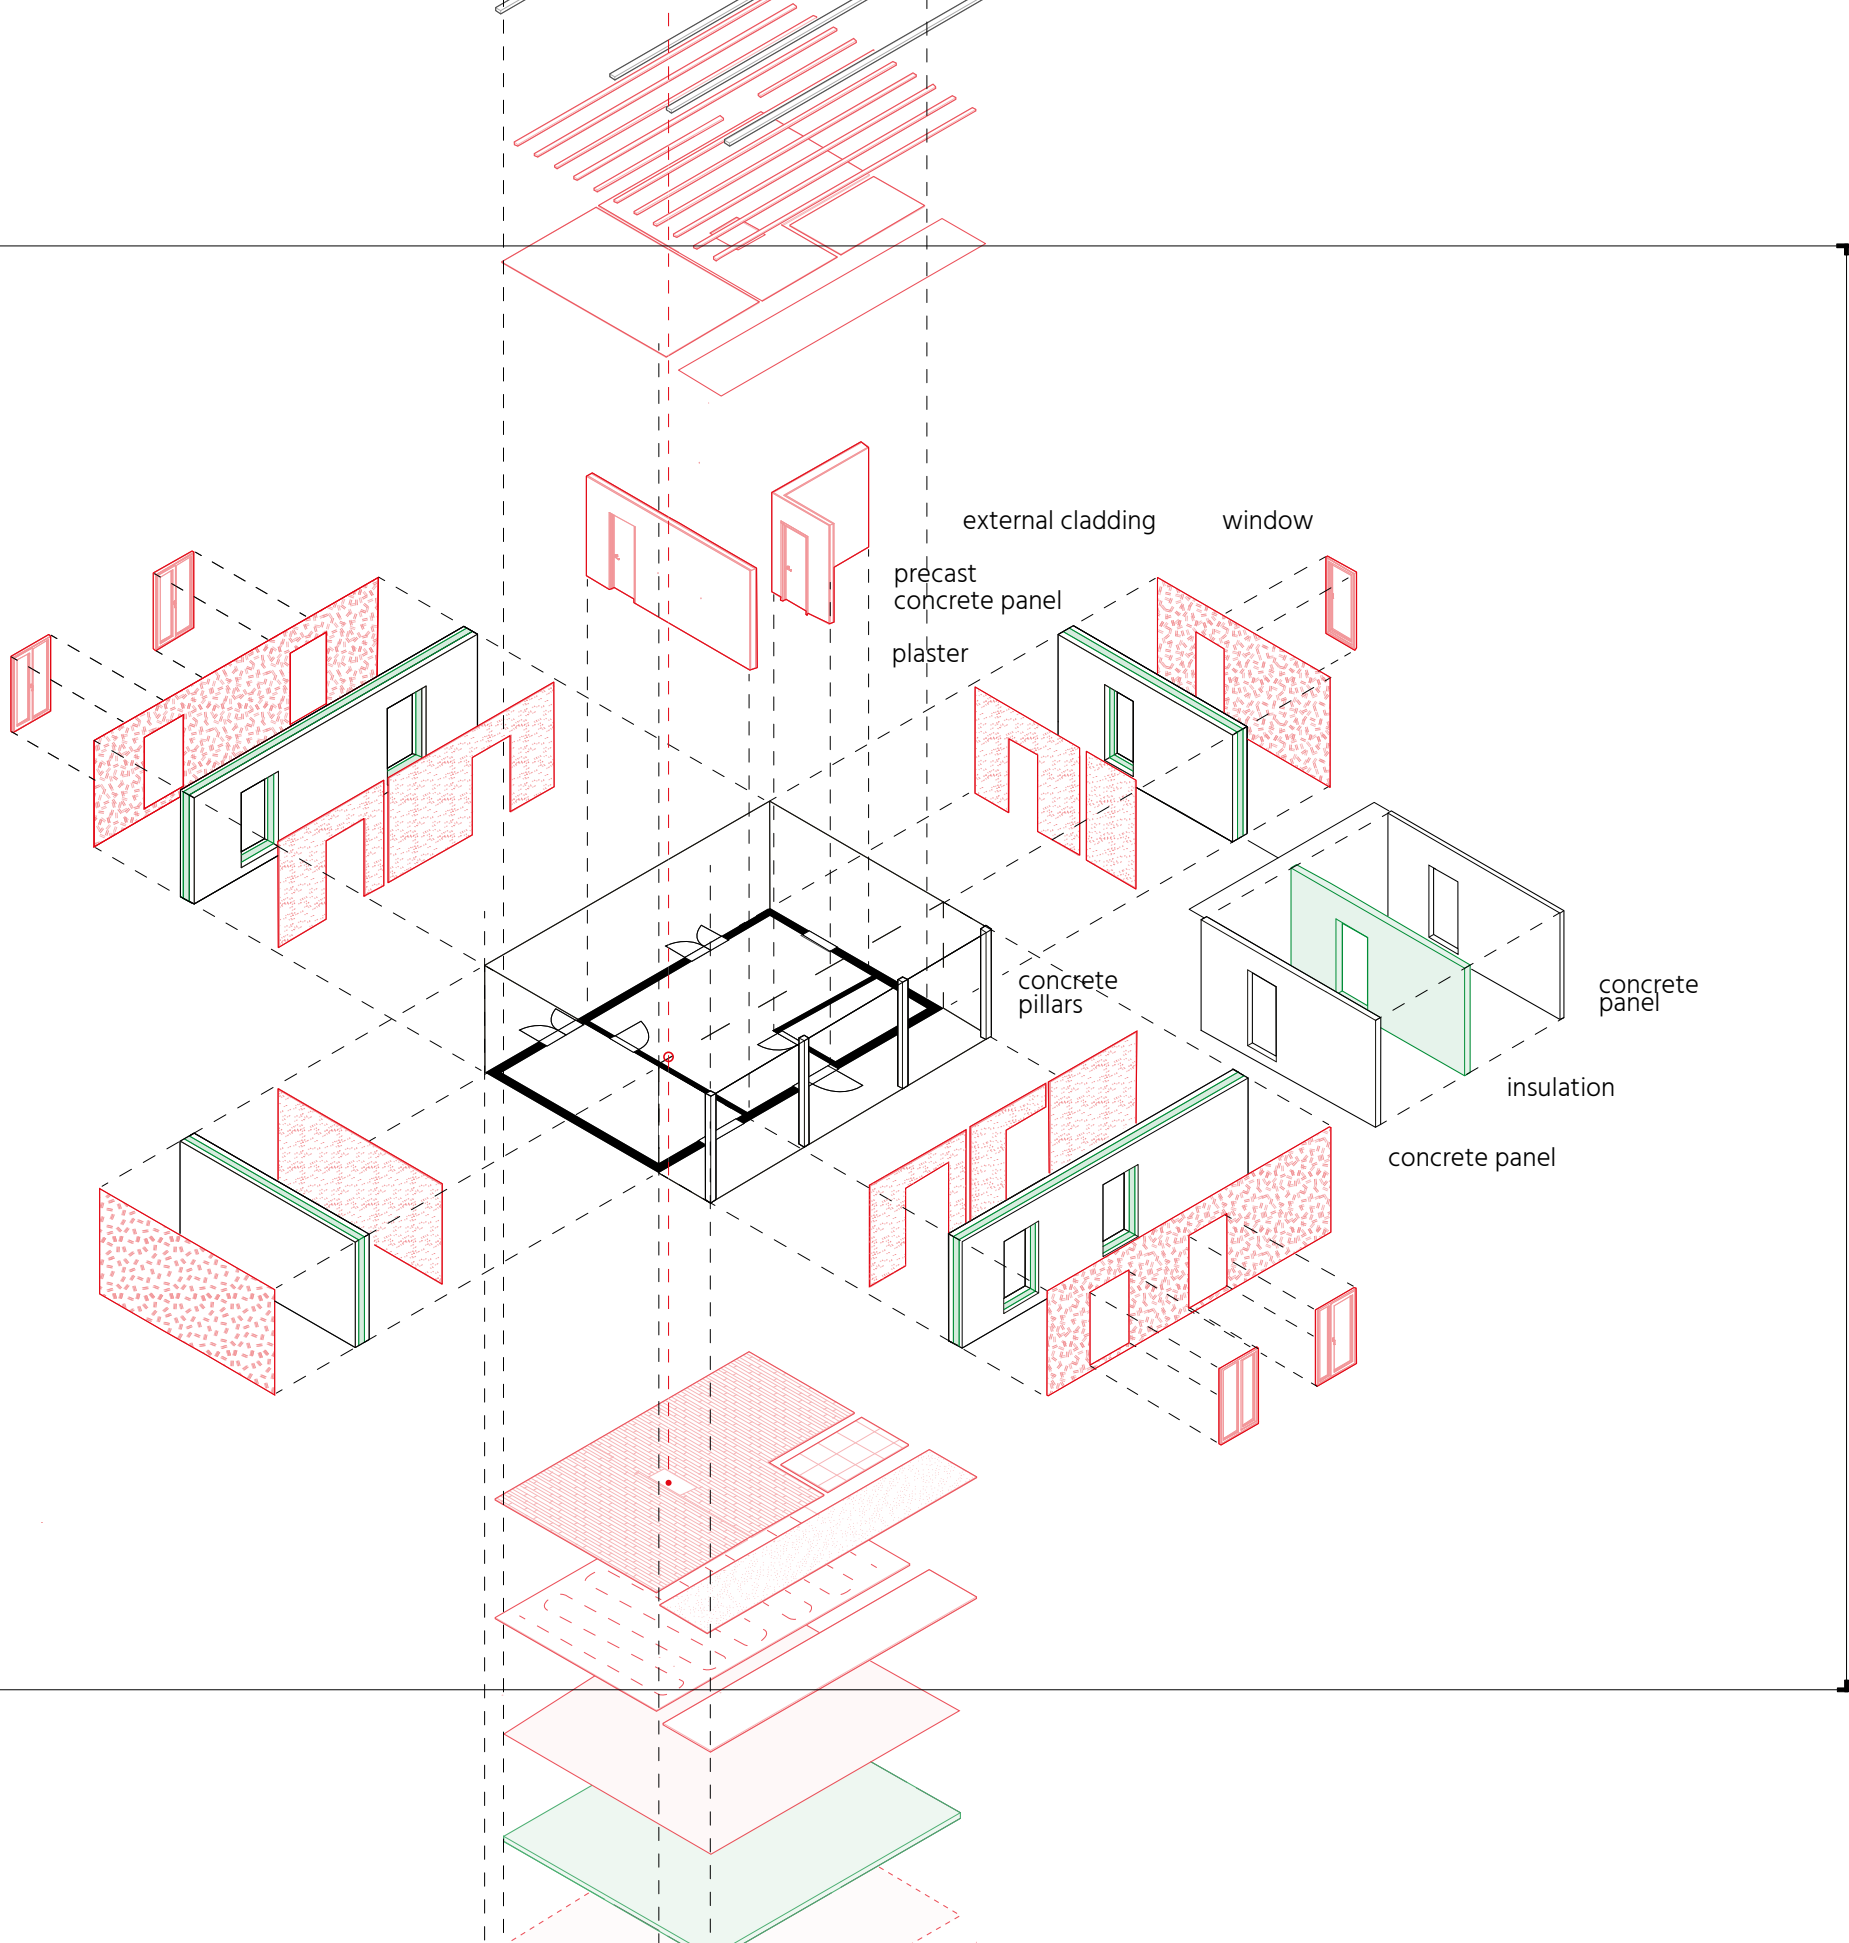 external cladding
window
precast
concrete panel
plaster
concrete
pillars
concrete
panel
insulation
concrete panel